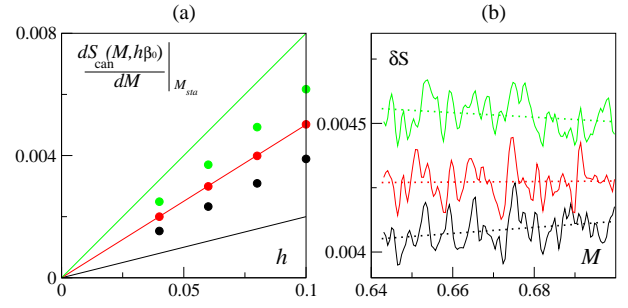 (a)
(b)
0.008
0.004
0
dS_can(M,hβ₀)
dM
|M_sta
0
0.05
0.1
h
δS
0.0045
0.004
0.64
0.66
0.68
M